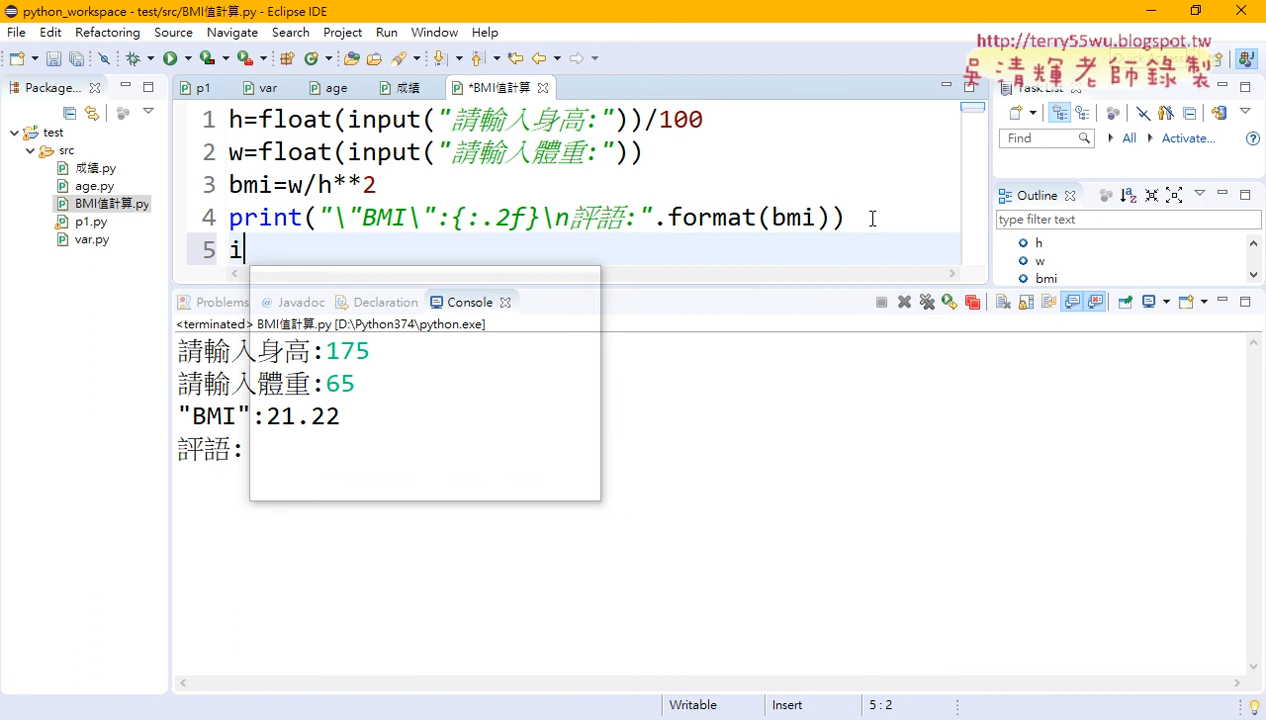 python_workspace - test/src/BMI值計算.py - Eclipse IDE
File Edit Refactoring Source Navigate Search Project Run Window Help
http://terry55wu.blogspot.tw
吳清輝老師錄製
Package...
p1
var
age
成績
*BMI值計算
test
src
成績.py
age.py
BMI值計算.py
p1.py
var.py
1 h=float(input("請輸入身高:"))/100
2 w=float(input("請輸入體重:"))
3 bmi=w/h**2
4 print("\"BMI\":{:.2f}\n評語:".format(bmi))
5 i
Task List
Find
All
Activate...
Outline
type filter text
h
w
bmi
Problems Javadoc Declaration Console
<terminated> BMI值計算.py [D:\Python374\python.exe]
請輸入身高:175
請輸入體重:65
"BMI":21.22
評語:
Writable Insert 5 : 2